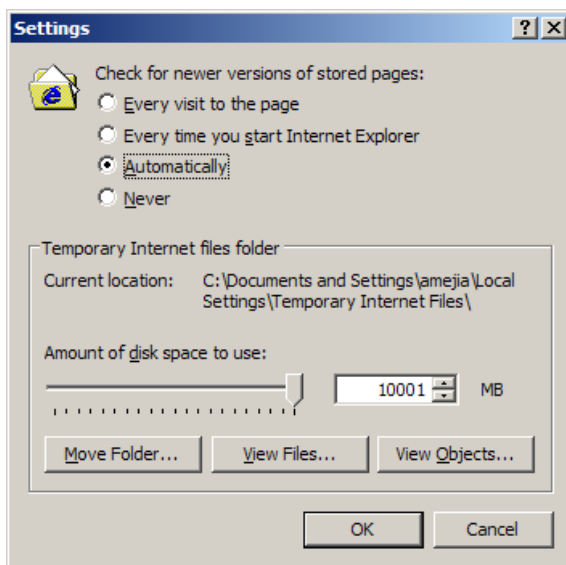 Settings
Check for newer versions of stored pages:
Every visit to the page
Every time you start Internet Explorer
Automatically
Never
Temporary Internet files folder
Current location: C:\Documents and Settings\amejia\Local
Settings\Temporary Internet Files\
Amount of disk space to use:
10001 MB
Move Folder... View Files... View Objects...
OK Cancel